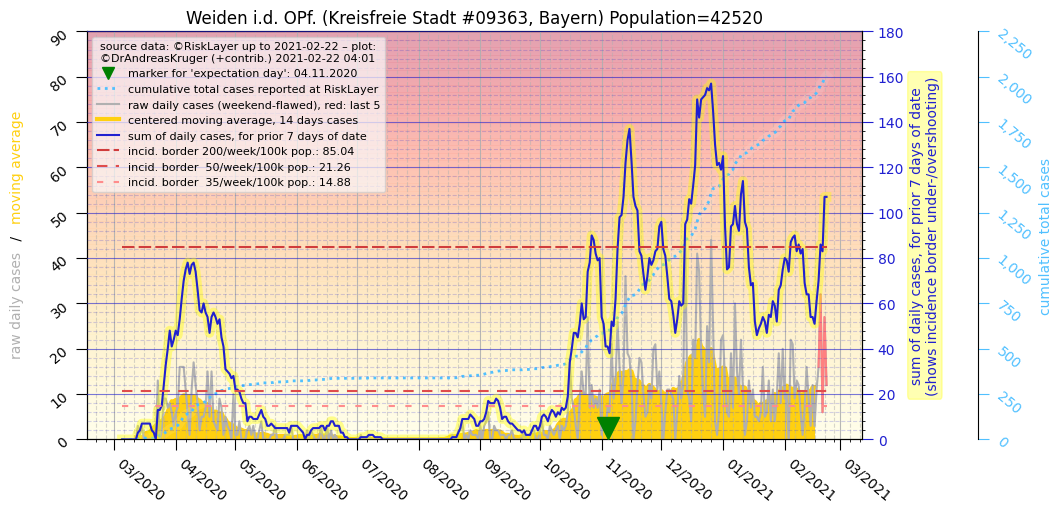 Weiden i.d. OPf. (Kreisfreie Stadt #09363, Bayern) Population=42520
source data: ©RiskLayer up to 2021-02-22 – plot:
©DrAndreasKruger (+contrib.) 2021-02-22 04:01
marker for 'expectation day': 04.11.2020
cumulative total cases reported at RiskLayer
raw daily cases (weekend-flawed), red: last 5
centered moving average, 14 days cases
sum of daily cases, for prior 7 days of date
incid. border 200/week/100k pop.: 85.04
incid. border  50/week/100k pop.: 21.26
incid. border  35/week/100k pop.: 14.88
raw daily cases  /  moving average
90
80
70
60
50
40
30
20
10
0
03/2020
04/2020
05/2020
06/2020
07/2020
08/2020
09/2020
10/2020
11/2020
12/2020
01/2021
02/2021
03/2021
180
160
140
120
100
80
60
40
20
0
sum of daily cases, for prior 7 days of date
(shows incidence border under-/overshooting)
2,250
2,000
1,750
1,500
1,250
1,000
750
500
250
0
cumulative total cases